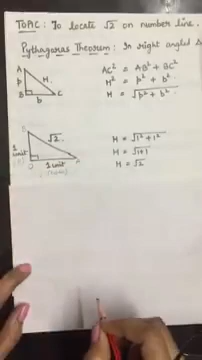 TOPIC: To locate √2 on number line.
Pythagoras Theorem: In right angled
A
p H
B b C
AC² = AB² + BC²
H² = p² + b²
H = √p² + b²
B
1 unit √2
O 1 unit A
H = √1² + 1²
H = √1+1
H = √2